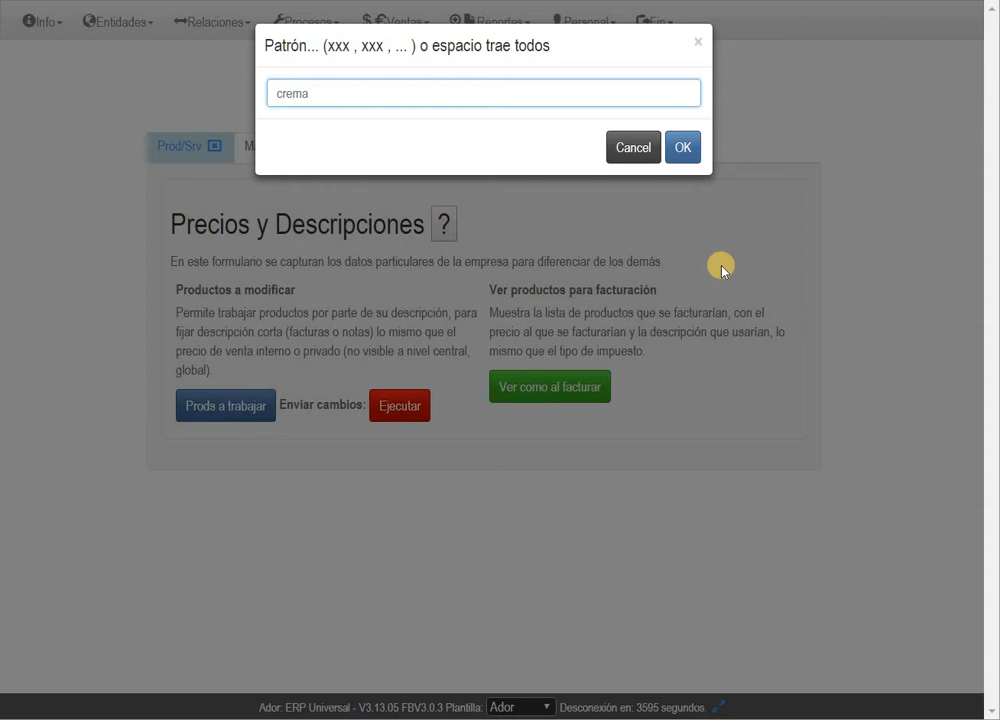 Info Entidades Relaciones Procesos $ € Ventas Reportes Personal Fin
Patrón... (xxx , xxx , ... ) o espacio trae todos ×
crema
Cancel OK
Prod/Srv
Precios y Descripciones ?
En este formulario se capturan los datos particulares de la empresa para diferenciar de los demás.
Productos a modificar
Permite trabajar productos por parte de su descripción, para
fijar descripción corta (facturas o notas) lo mismo que el
precio de venta interno o privado (no visible a nivel central,
global).
Prods a trabajar Enviar cambios: Ejecutar
Ver productos para facturación
Muestra la lista de productos que se facturarían, con el
precio al que se facturarían y la descripción que usarían, lo
mismo que el tipo de impuesto.
Ver como al facturar
Ador: ERP Universal - V3.13.05 FBV3.0.3 Plantilla: Ador Desconexión en: 3595 segundos.